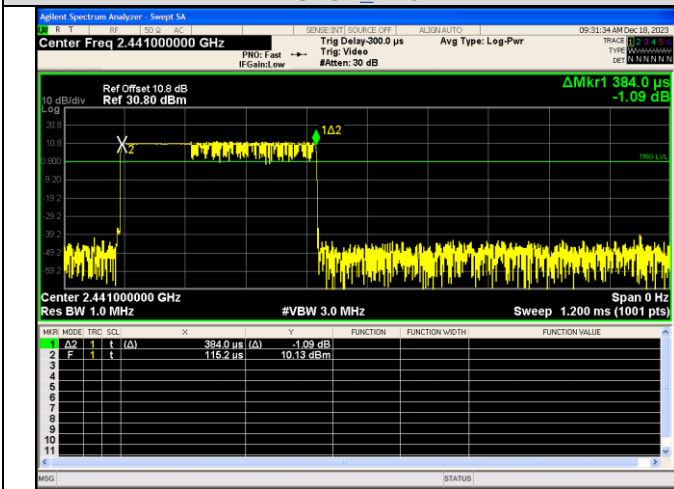 Agilent Spectrum Analyzer - Swept SA
R T RF 50 Ω AC SENSE:INT SOURCE OFF ALIGNAUTO 09:31:34 AM Dec 18, 2023
Center Freq 2.441000000 GHz
PNO: Fast
IFGain:Low
Trig Delay-300.0 µs
Trig: Video
#Atten: 30 dB
Avg Type: Log-Pwr
TRACE 1 2 3 4 5 6
TYPE
DET N N N N N N
ΔMkr1 384.0 µs
-1.09 dB
Ref Offset 10.8 dB
10 dB/div Ref 30.80 dBm
Log
20.8
10.8
0.800
-9.20
-19.2
-29.2
-39.2
-49.2
-59.2
X2
1Δ2
TRIG LVL
Center 2.441000000 GHz Span 0 Hz
Res BW 1.0 MHz #VBW 3.0 MHz Sweep 1.200 ms (1001 pts)
MKR MODE TRC SCL X Y FUNCTION FUNCTION WIDTH FUNCTION VALUE
1 Δ2 1 t (Δ) 384.0 µs (Δ) -1.09 dB
2 F 1 t 115.2 µs 10.13 dBm
3
4
5
6
7
8
9
10
11
MSG STATUS